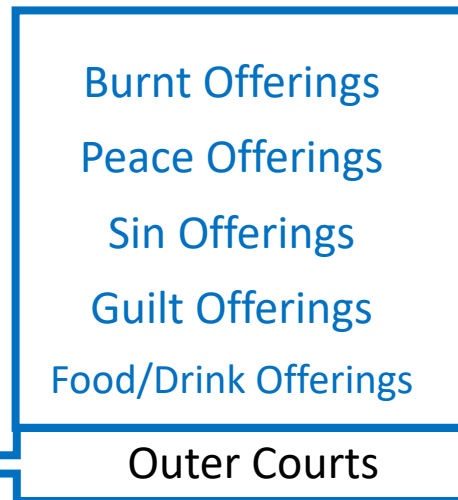 Burnt Offerings
Peace Offerings
Sin Offerings
Guilt Offerings
Food/Drink Offerings
Outer Courts